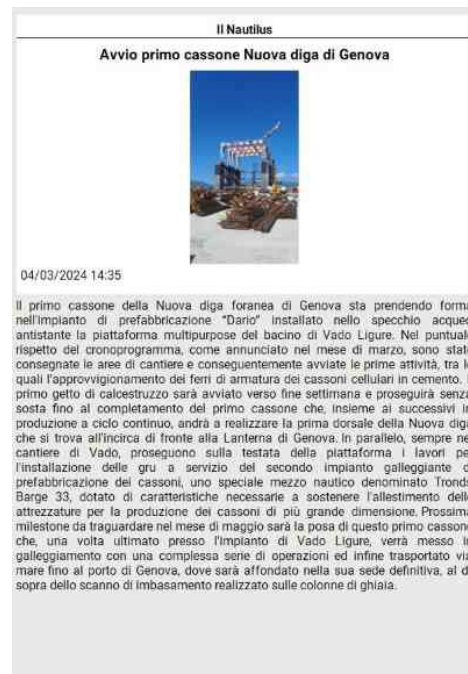 Il Nautilus
Avvio primo cassone Nuova diga di Genova
04/03/2024 14:35
Il primo cassone della Nuova diga foranea di Genova sta prendendo forma
nell'impianto di prefabbricazione "Dario" installato nello specchio acqueo
antistante la piattaforma multipurpose del bacino di Vado Ligure. Nel puntuale
rispetto del cronoprogramma, come annunciato nel mese di marzo, sono state
consegnate le aree di cantiere e conseguentemente avviate le prime attività, tra le
quali l'approvvigionamento dei ferri di armatura dei cassoni cellulari in cemento.
primo getto di calcestruzzo sarà avviato verso fine settimana e proseguirà senza
sosta fino al completamento del primo cassone che, insieme ai successivi in
produzione a ciclo continuo, andrà a realizzare la prima dorsale della Nuova diga
che si trova all'incirca di fronte alla Lanterna di Genova. In parallelo, sempre nel
cantiere di Vado, proseguono sulla testata della piattaforma i lavori per
l'installazione delle gru a servizio del secondo impianto galleggiante di
prefabbricazione dei cassoni, uno speciale mezzo nautico denominato Tronds
Barge 33, dotato di caratteristiche necessarie a sostenere l'allestimento delle
attrezzature per la produzione dei cassoni di più grande dimensione. Prossima
milestone da traguardare nel mese di maggio sarà la posa di questo primo cassone
che, una volta ultimato presso l'impianto di Vado Ligure, verrà messo in
galleggiamento con una complessa serie di operazioni ed infine trasportato via
mare fino al porto di Genova, dove sarà affondato nella sua sede definitiva, al di
sopra dello scanno di imbasamento realizzato sulle colonne di ghiaia.